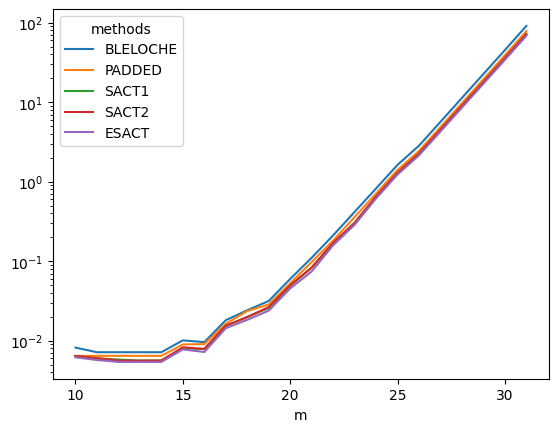 methods
BLELOCHE
PADDED
SACT1
SACT2
ESACT
10²
10¹
10⁰
10⁻¹
10⁻²
10 15 20 25 30
m